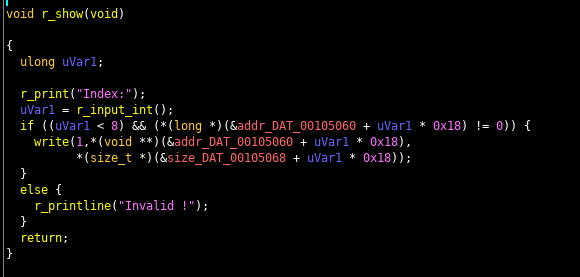 void r_show(void)
{
ulong uVar1;
r_print("Index:");
uVar1 = r_input_int();
if ((uVar1 < 8) && (*(long *)(&addr_DAT_00105060 + uVar1 * 0x18) != 0)) {
write(1,*(void **)(&addr_DAT_00105060 + uVar1 * 0x18),
*(size_t *)(&size_DAT_00105068 + uVar1 * 0x18));
}
else {
r_printline("Invalid !");
}
return;
}